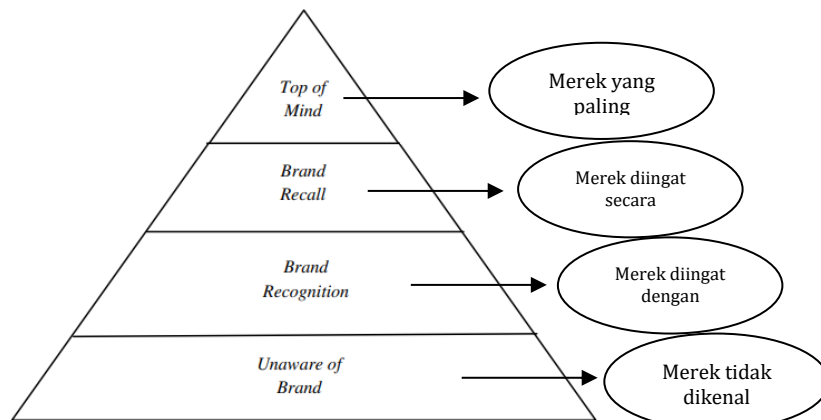 Top of
Mind
Merek yang
paling
Brand
Recall
Merek diingat
secara
Brand
Recognition
Merek diingat
dengan
Unaware of
Brand
Merek tidak
dikenal